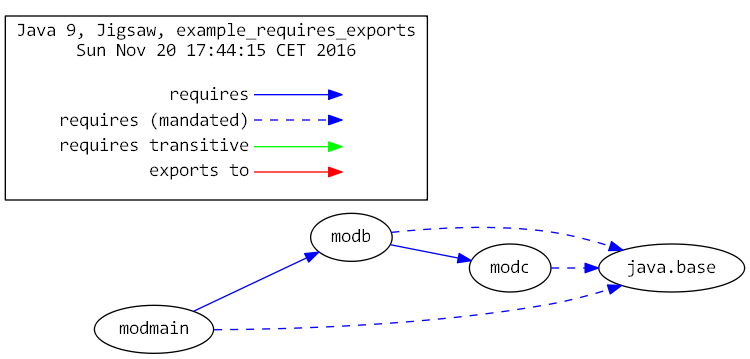 Java 9, Jigsaw, example_requires_exports
Sun Nov 20 17:44:15 CET 2016
requires
requires (mandated)
requires transitive
exports to
modb
modc
java.base
modmain